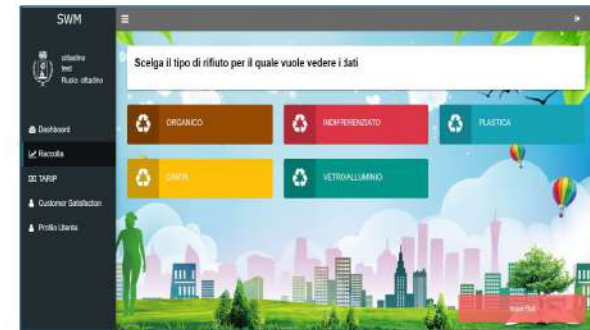 SWM
cittadino
test
Ruolo: cittadino
Scelga il tipo di rifiuto per il quale vuole vedere i dati
Dashboard
Raccolta
TARIP
Customer Satisfaction
Profilo Utente
ORGANICO
INDIFFERENZIATO
PLASTICA
CARTA
VETRO/ALLUMINIO